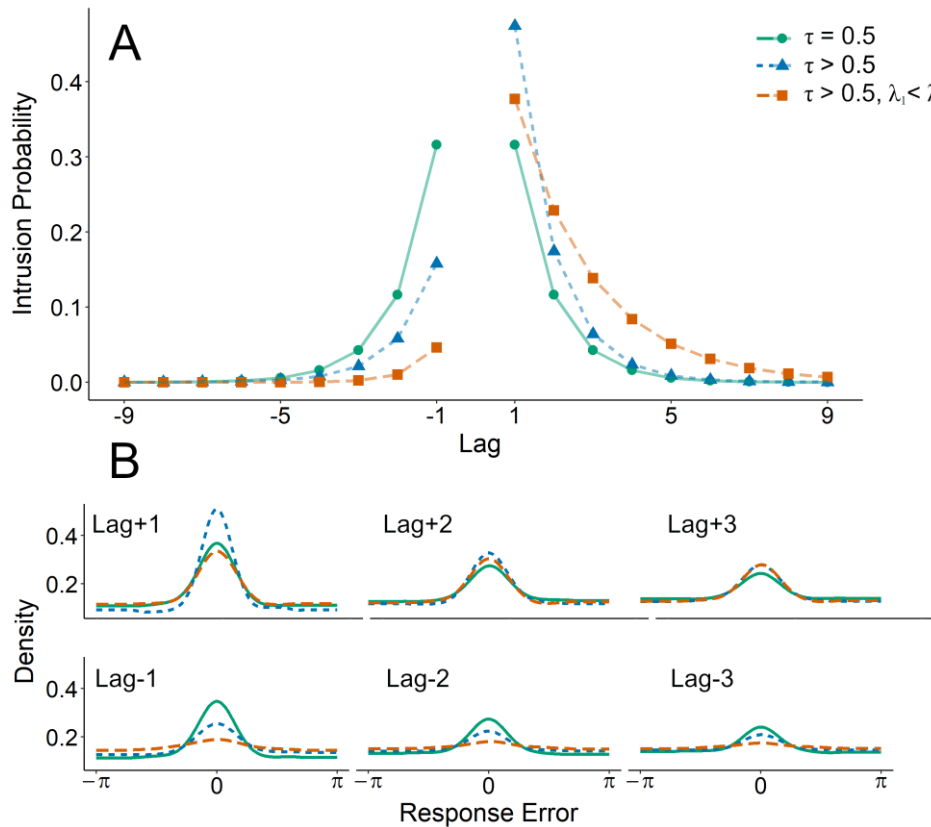 A
τ = 0.5
τ > 0.5
τ > 0.5, λ₁< λ
Intrusion Probability
0.4
0.3
0.2
0.1
0.0
-9 -5 -1 1 5 9
Lag
B
Density
0.4
0.2
Lag+1 Lag+2 Lag+3
0.4
0.2
Lag-1 Lag-2 Lag-3
−π 0 π −π 0 π −π 0 π
Response Error